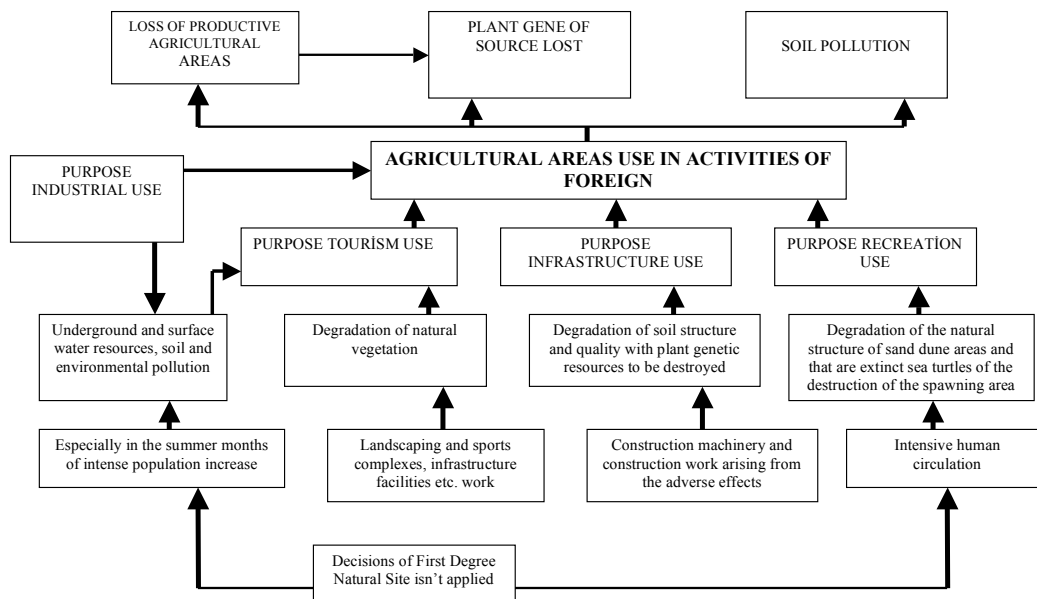 LOSS OF PRODUCTIVE
AGRICULTURAL
AREAS
PLANT GENE OF
SOURCE LOST
SOIL POLLUTION
PURPOSE
INDUSTRIAL USE
AGRICULTURAL AREAS USE IN ACTIVITIES OF
FOREIGN
PURPOSE TOURİSM USE
PURPOSE
INFRASTRUCTURE USE
PURPOSE RECREATİON
USE
Underground and surface
water resources, soil and
environmental pollution
Degradation of natural
vegetation
Degradation of soil structure
and quality with plant genetic
resources to be destroyed
Degradation of the natural
structure of sand dune areas and
that are extinct sea turtles of the
destruction of the spawning area
Especially in the summer months
of intense population increase
Landscaping and sports
complexes, infrastructure
facilities etc. work
Construction machinery and
construction work arising from
the adverse effects
Intensive human
circulation
Decisions of First Degree
Natural Site isn’t applied